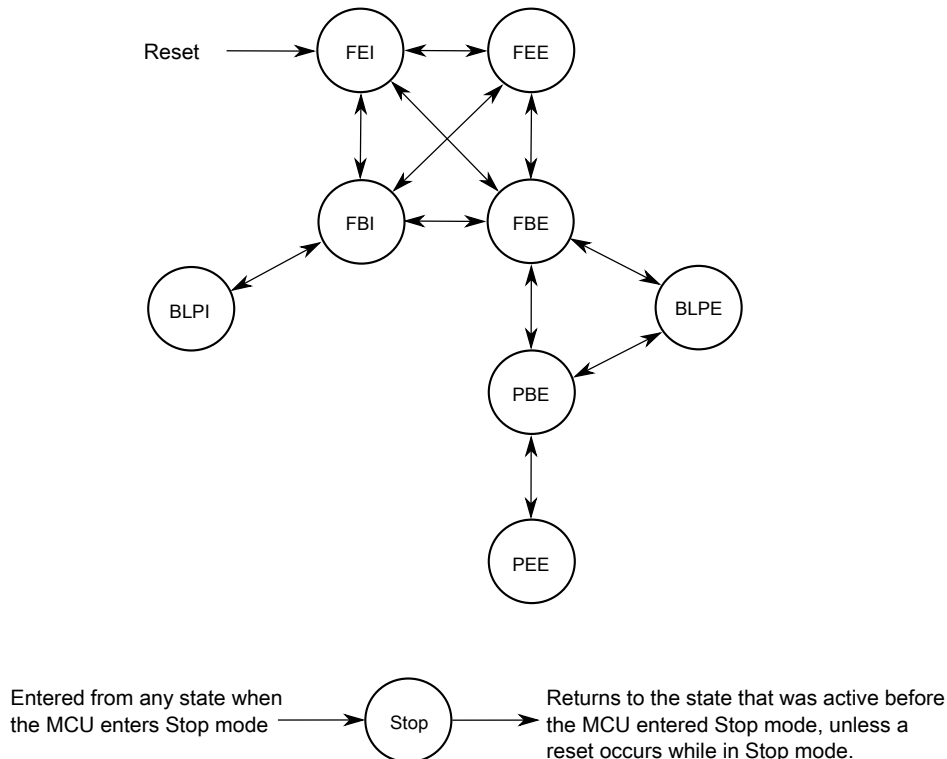 Reset
FEI
FEE
FBI
FBE
BLPI
BLPE
PBE
PEE
Entered from any state when
the MCU enters Stop mode
Stop
Returns to the state that was active before
the MCU entered Stop mode, unless a
reset occurs while in Stop mode.